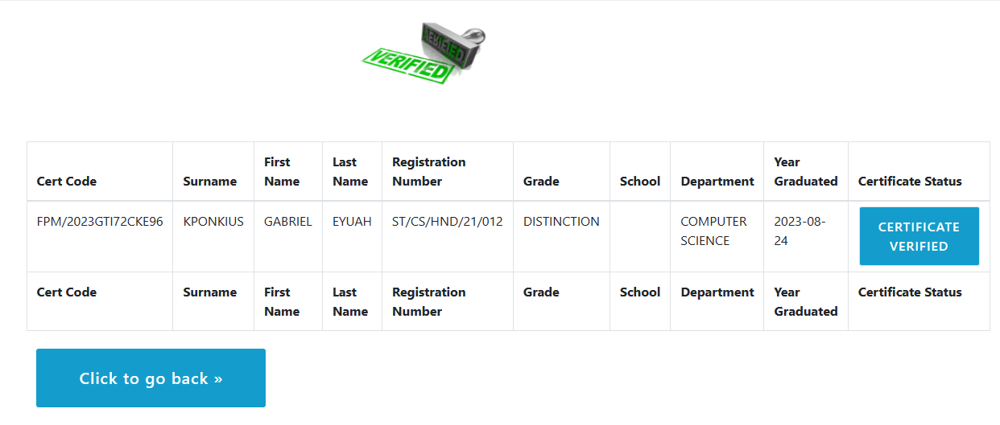 VERIFIED
VERIFIED
Cert Code Surname First Name Last Name Registration Number Grade School Department Year Graduated Certificate Status
FPM/2023GTI72CKE96 KPONKIUS GABRIEL EYUAH ST/CS/HND/21/012 DISTINCTION COMPUTER SCIENCE 2023-08-24 CERTIFICATE VERIFIED
Cert Code Surname First Name Last Name Registration Number Grade School Department Year Graduated Certificate Status
Click to go back »